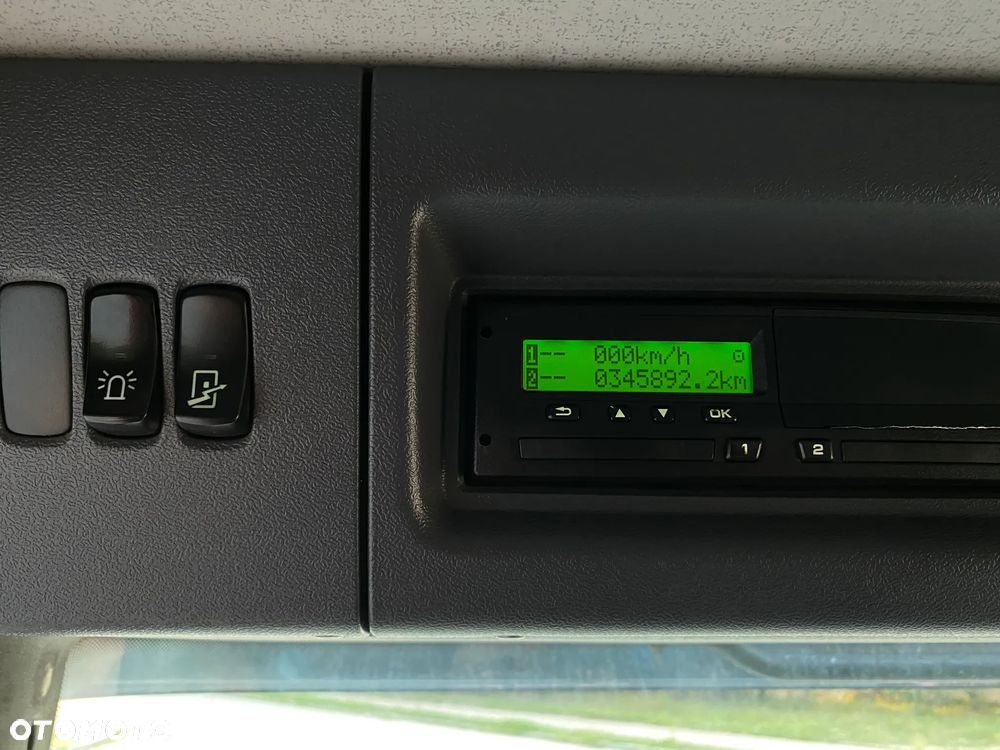 1-- 000km/h
2-- 0345892.2km
OK
1 2
OTOMOTO